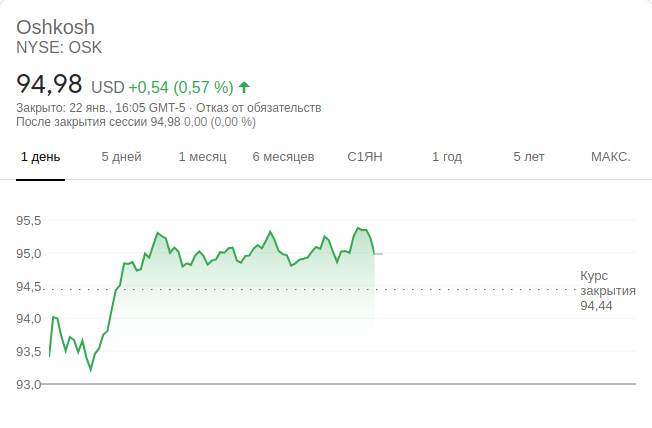 Oshkosh
NYSE: OSK
94,98 USD +0,54 (0,57 %)
Закрыто: 22 янв., 16:05 GMT-5 · Отказ от обязательств
После закрытия сессии 94,98 0,00 (0,00 %)
1 день 5 дней 1 месяц 6 месяцев С1ЯН 1 год 5 лет МАКС.
95,5
95,0
94,5
94,0
93,5
93,0
Курс
закрытия
94,44